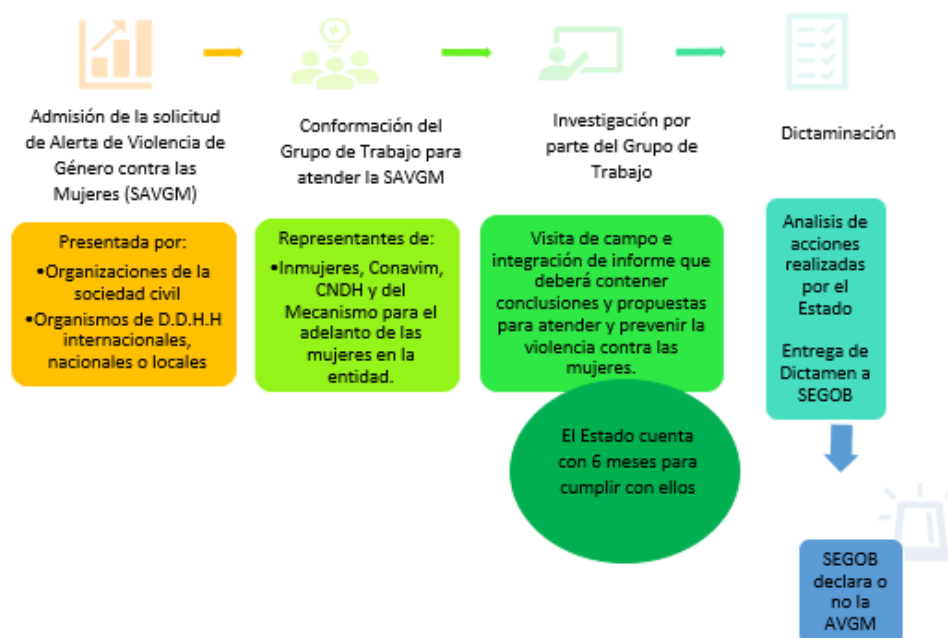 Admisión de la solicitud
de Alerta de Violencia de
Género contra las
Mujeres (SAVGM)
Presentada por:
•Organizaciones de la
sociedad civil
•Organismos de D.D.H.H
internacionales,
nacionales o locales
Conformación del
Grupo de Trabajo para
atender la SAVGM
Representantes de:
•Inmujeres, Conavim,
CNDH y del
Mecanismo para el
adelanto de las
mujeres en la
entidad.
Investigación por
parte del Grupo de
Trabajo
Visita de campo e
integración de informe que
deberá contener
conclusiones y propuestas
para atender y prevenir la
violencia contra las
mujeres.
El Estado cuenta
con 6 meses para
cumplir con ellos
Dictaminación
Analisis de
acciones
realizadas
por el
Estado
Entrega de
Dictamen a
SEGOB
SEGOB
declara o
no la
AVGM